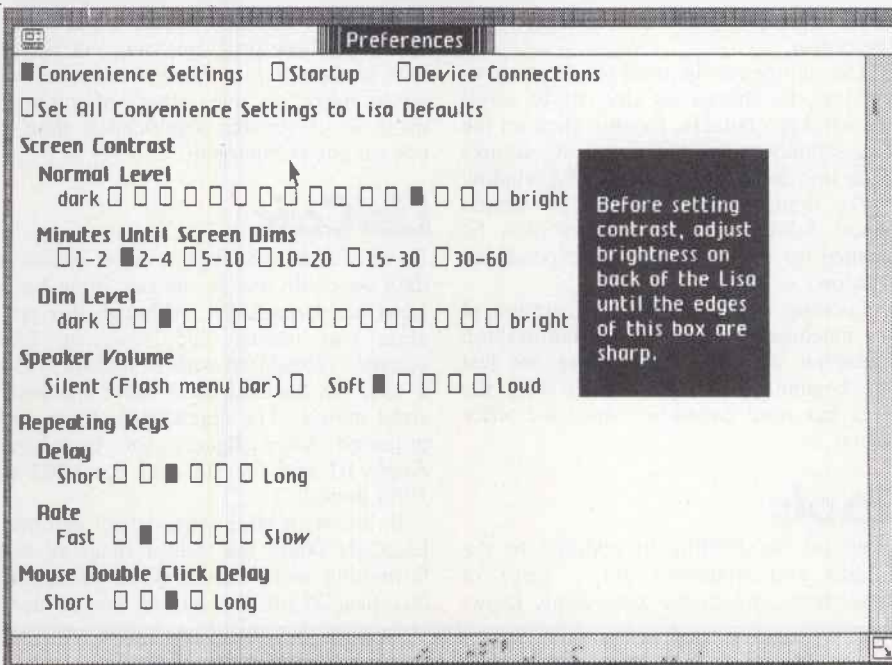 Preferences
Convenience Settings Startup Device Connections
Set All Convenience Settings to Lisa Defaults
Screen Contrast
Normal Level
dark bright
Minutes Until Screen Dims
1-2 2-4 5-10 10-20 15-30 30-60
Dim Level
dark bright
Speaker Volume
Silent (Flash menu bar) Soft Loud
Repeating Keys
Delay
Short Long
Rate
Fast Slow
Mouse Double Click Delay
Short Long
Before setting
contrast, adjust
brightness on
back of the Lisa
until the edges
of this box are
sharp.